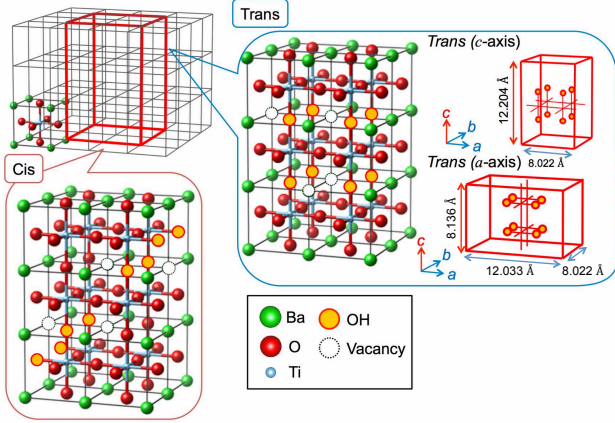 Trans
Trans (c-axis)
12.204 Å
c
b
a
8.022 Å
Trans (a-axis)
8.136 Å
c
b
a
12.033 Å
8.022 Å
Cis
Ba
OH
O
Vacancy
Ti